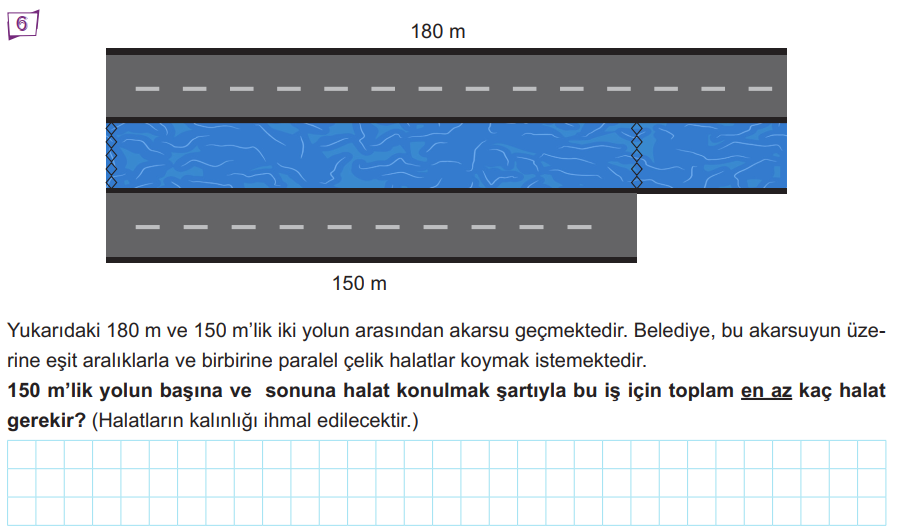 6
180 m
150 m
Yukarıdaki 180 m ve 150 m’lik iki yolun arasından akarsu geçmektedir. Belediye, bu akarsuyun üze-
rine eşit aralıklarla ve birbirine paralel çelik halatlar koymak istemektedir.
150 m’lik yolun başına ve sonuna halat konulmak şartıyla bu iş için toplam en az kaç halat
gerekir? (Halatların kalınlığı ihmal edilecektir.)